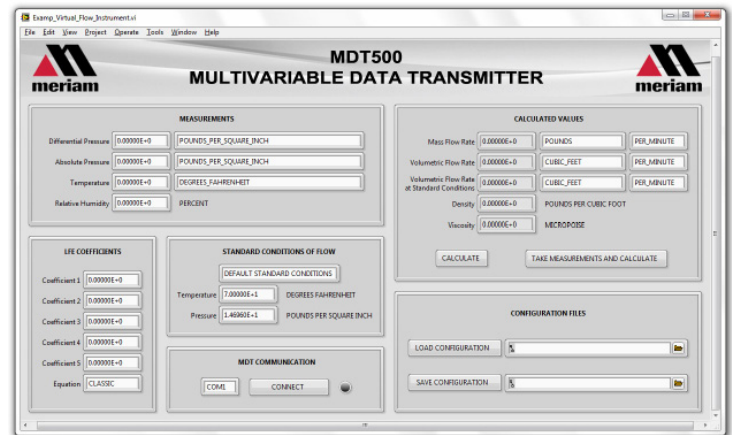 Examp_Virtual_Flow_Instrument.vi
File Edit View Project Operate Tools Window Help
meriam
MDT500
MULTIVARIABLE DATA TRANSMITTER
meriam
MEASUREMENTS
Differential Pressure 0.00000E+0 POUNDS_PER_SQUARE_INCH
Absolute Pressure 0.00000E+0 POUNDS_PER_SQUARE_INCH
Temperature 0.00000E+0 DEGREES_FAHRENHEIT
Relative Humidity 0.00000E+0 PERCENT
CALCULATED VALUES
Mass Flow Rate 0.00000E+0 POUNDS PER_MINUTE
Volumetric Flow Rate 0.00000E+0 CUBIC_FEET PER_MINUTE
Volumetric Flow Rate
at Standard Conditions 0.00000E+0 CUBIC_FEET PER_MINUTE
Density 0.00000E+0 POUNDS PER CUBIC FOOT
Viscosity 0.00000E+0 MICROPOISE
CALCULATE TAKE MEASUREMENTS AND CALCULATE
LFE COEFFICIENTS
Coefficient 1 0.00000E+0
Coefficient 2 0.00000E+0
Coefficient 3 0.00000E+0
Coefficient 4 0.00000E+0
Coefficient 5 0.00000E+0
Equation CLASSIC
STANDARD CONDITIONS OF FLOW
DEFAULT STANDARD CONDITIONS
Temperature 7.00000E+1 DEGREES FAHRENHEIT
Pressure 1.46960E+1 POUNDS PER SQUARE INCH
MDT COMMUNICATION
COM1 CONNECT
CONFIGURATION FILES
LOAD CONFIGURATION
SAVE CONFIGURATION